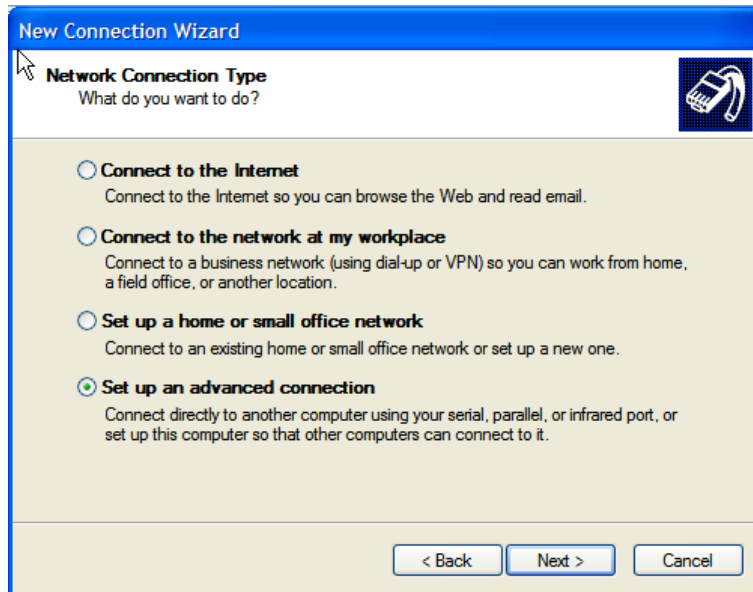 New Connection Wizard
Network Connection Type
What do you want to do?
Connect to the Internet
Connect to the Internet so you can browse the Web and read email.
Connect to the network at my workplace
Connect to a business network (using dial-up or VPN) so you can work from home,
a field office, or another location.
Set up a home or small office network
Connect to an existing home or small office network or set up a new one.
Set up an advanced connection
Connect directly to another computer using your serial, parallel, or infrared port, or
set up this computer so that other computers can connect to it.
< Back Next > Cancel